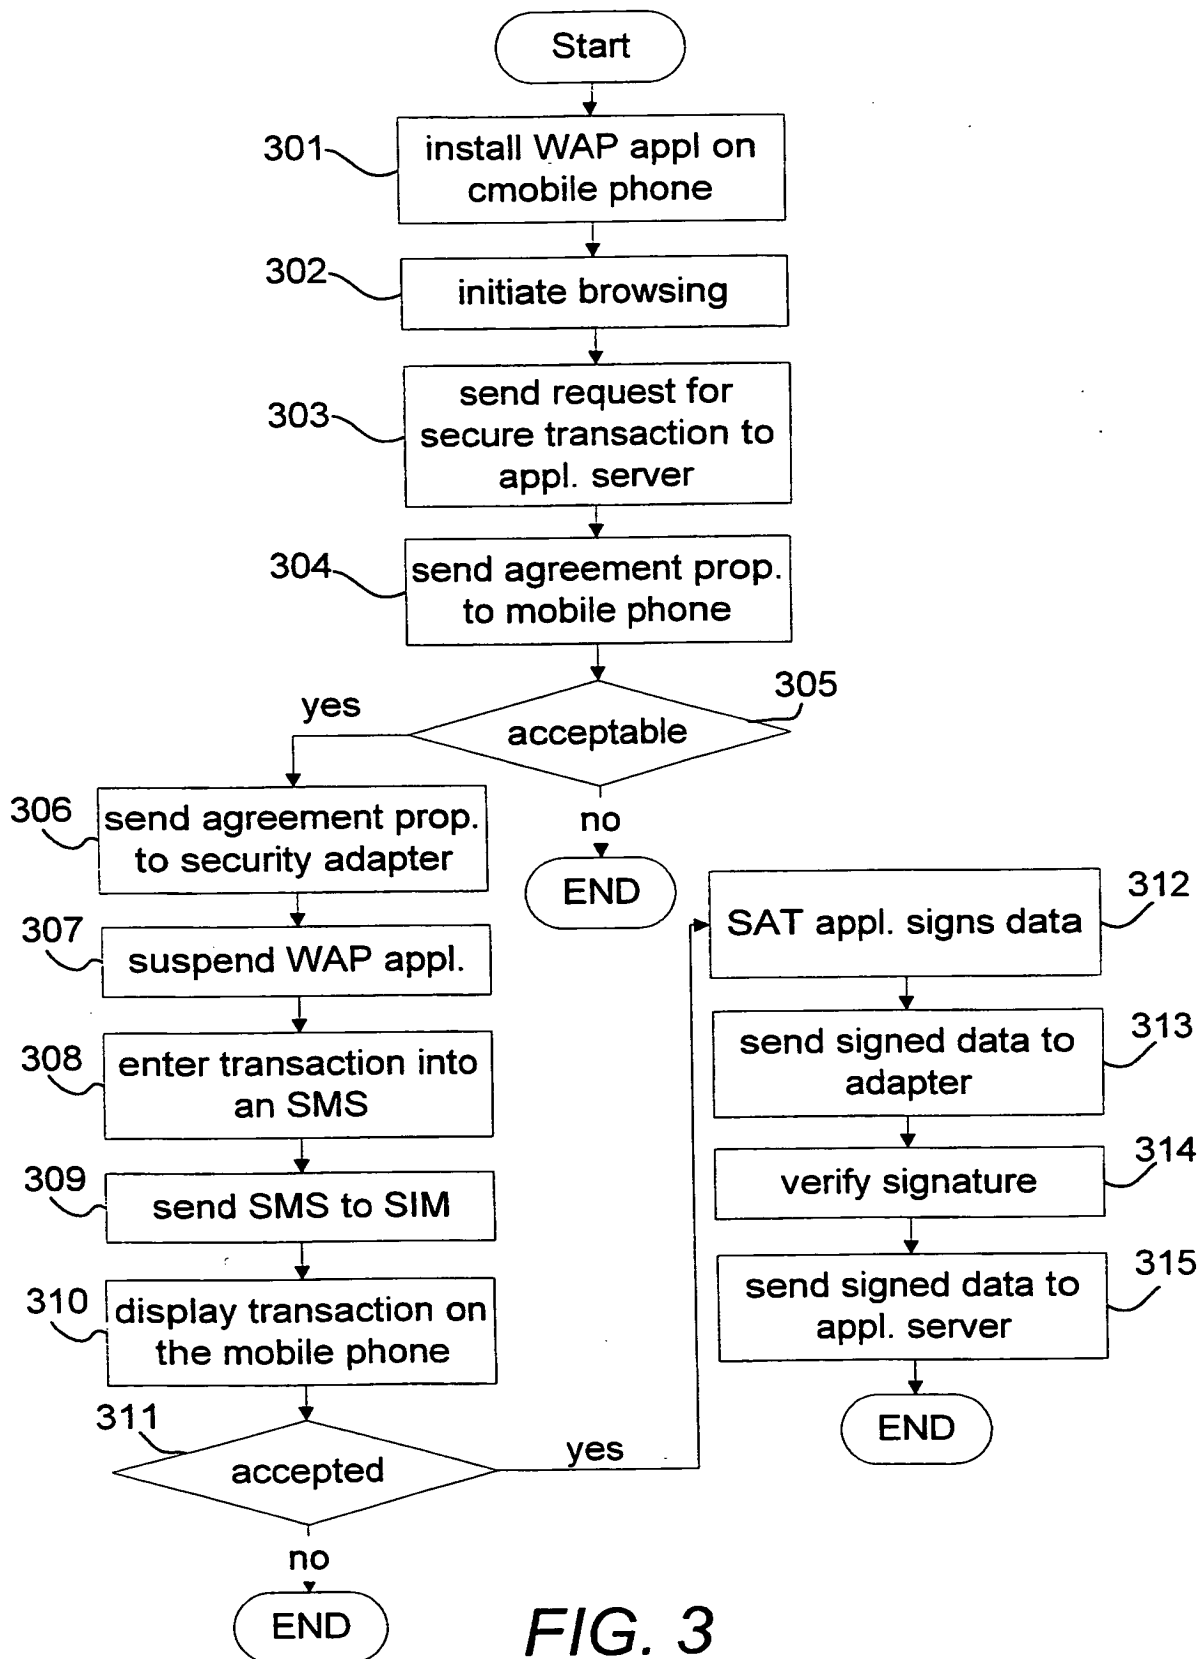 Start
301
install WAP appl on
cmobile phone
302
initiate browsing
303
send request for
secure transaction to
appl. server
304
send agreement prop.
to mobile phone
305
acceptable
yes
no
END
306
send agreement prop.
to security adapter
307
suspend WAP appl.
308
enter transaction into
an SMS
309
send SMS to SIM
310
display transaction on
the mobile phone
311
accepted
yes
no
END
312
SAT appl. signs data
313
send signed data to
adapter
314
verify signature
315
send signed data to
appl. server
END
FIG. 3